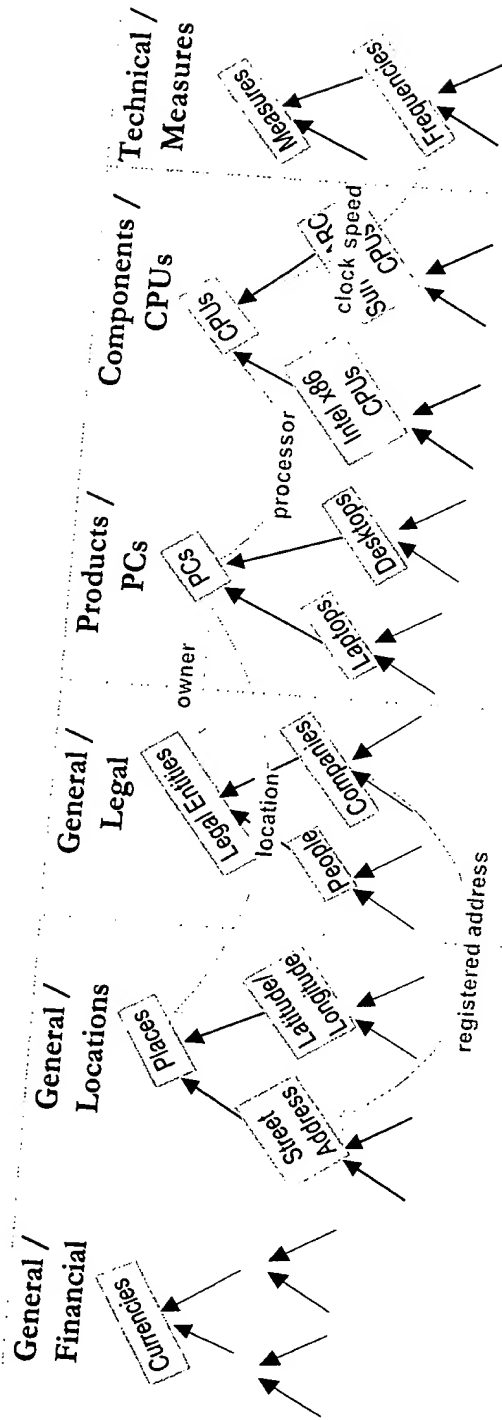 General /
Financial
General /
Locations
General /
Legal
Products /
PCs
Components /
CPUs
Technical /
Measures
Currencies
Places
Street
Address
Latitude/
Longitude
Legal Entities
People
Companies
PCs
Laptops
Desktops
CPUs
Intel x86
CPUs
CPUs
Measures
Frequencies
location
owner
processor
clock speed
registered address